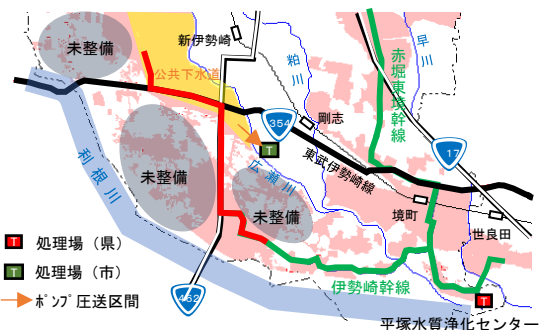 未整備
新伊勢崎
粕川
早川
赤堀東境幹線
公共下水道
354
剛志
17
T
東武伊勢崎線
広瀬川
利根川
未整備
未整備
境町
世良田
T 処理場（県）
T 処理場（市）
ﾎﾟﾝﾌﾟ圧送区間
462
伊勢崎幹線
T
平塚水質浄化センター